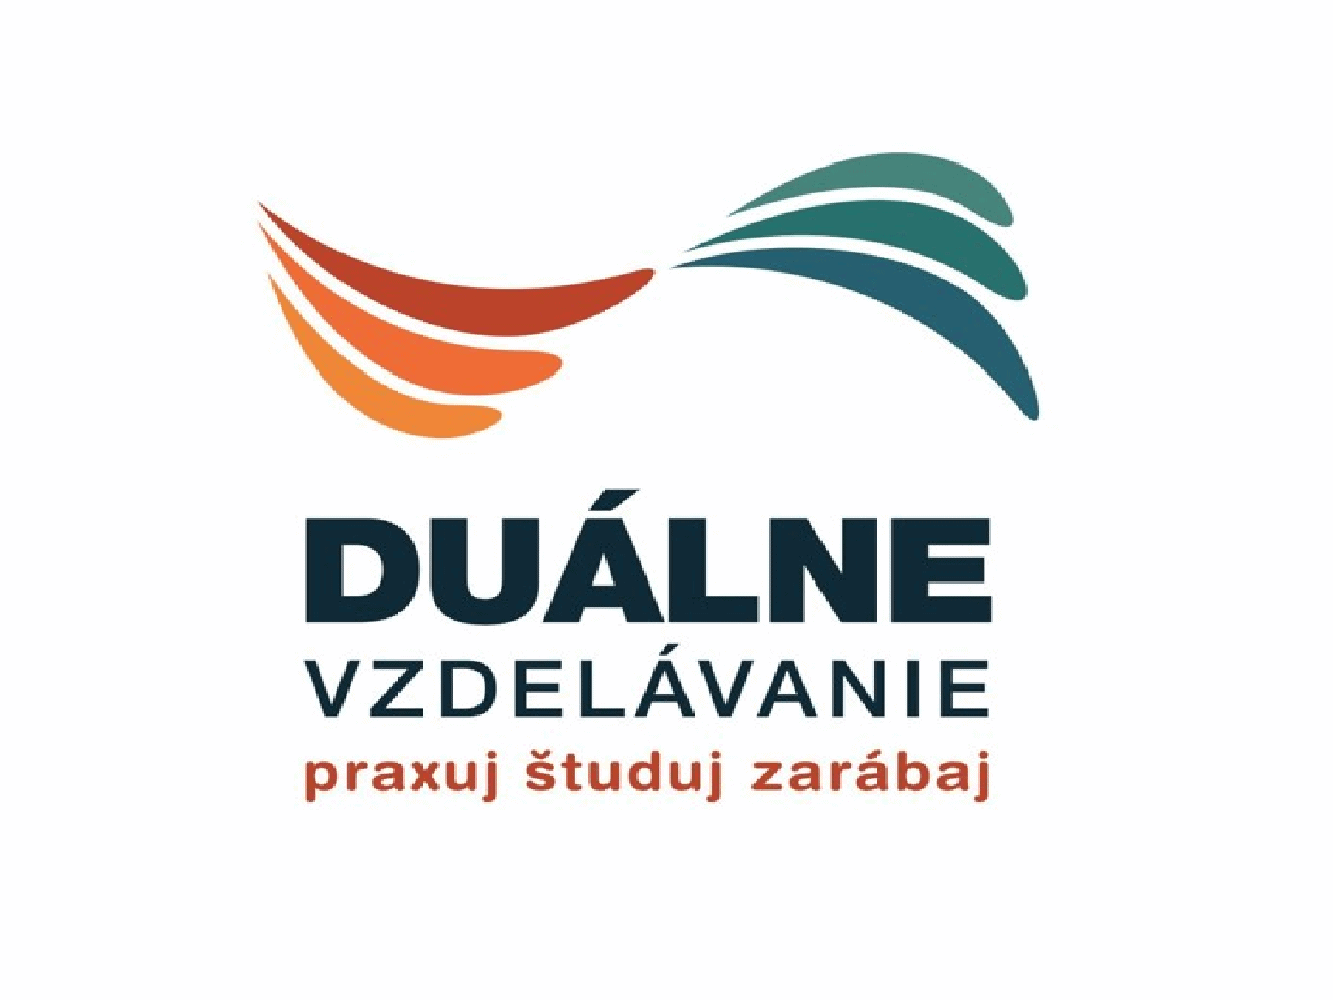 DUÁLNE
VZDELÁVANIE
praxuj študuj zarábaj